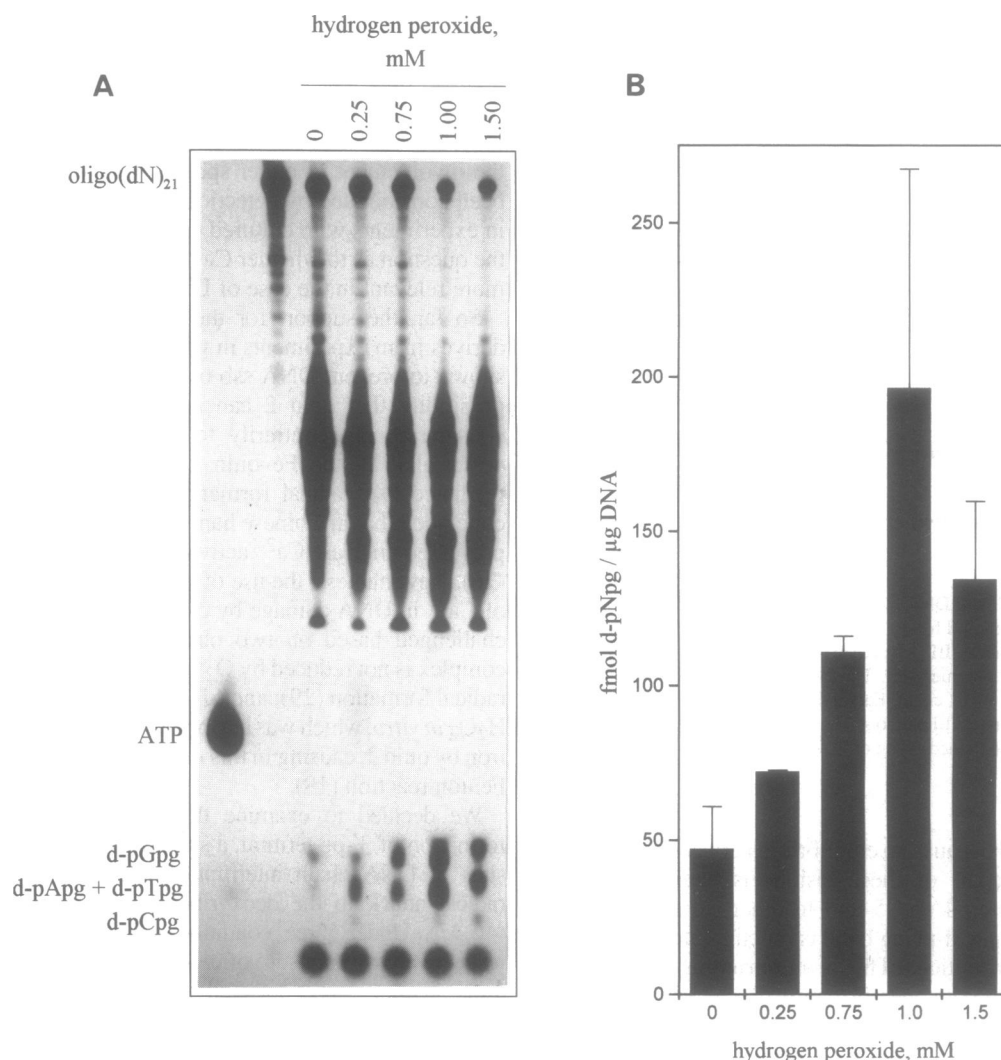 hydrogen peroxide,
mM
A
0
0.25
0.75
1.00
1.50
oligo(dN)₂₁
ATP
d-pGpg
d-pApg + d-pTpg
d-pCpg
B
fmol d-pNpg / µg DNA
250
200
150
100
50
0
0
0.25
0.75
1.0
1.5
hydrogen peroxide, mM